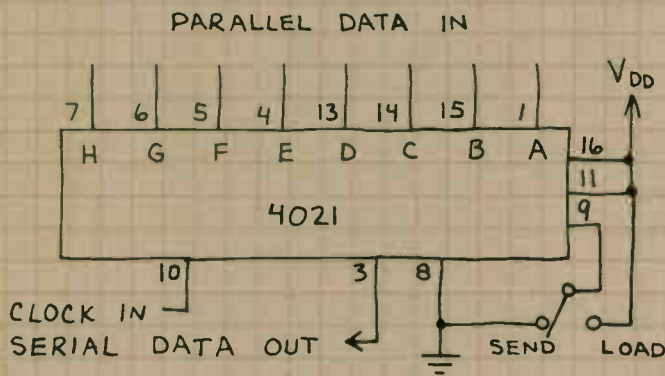 PARALLEL DATA IN
VDD
7 6 5 4 13 14 15 1
H G F E D C B A
16
11
9
4021
10 3 8
CLOCK IN
SERIAL DATA OUT
SEND LOAD